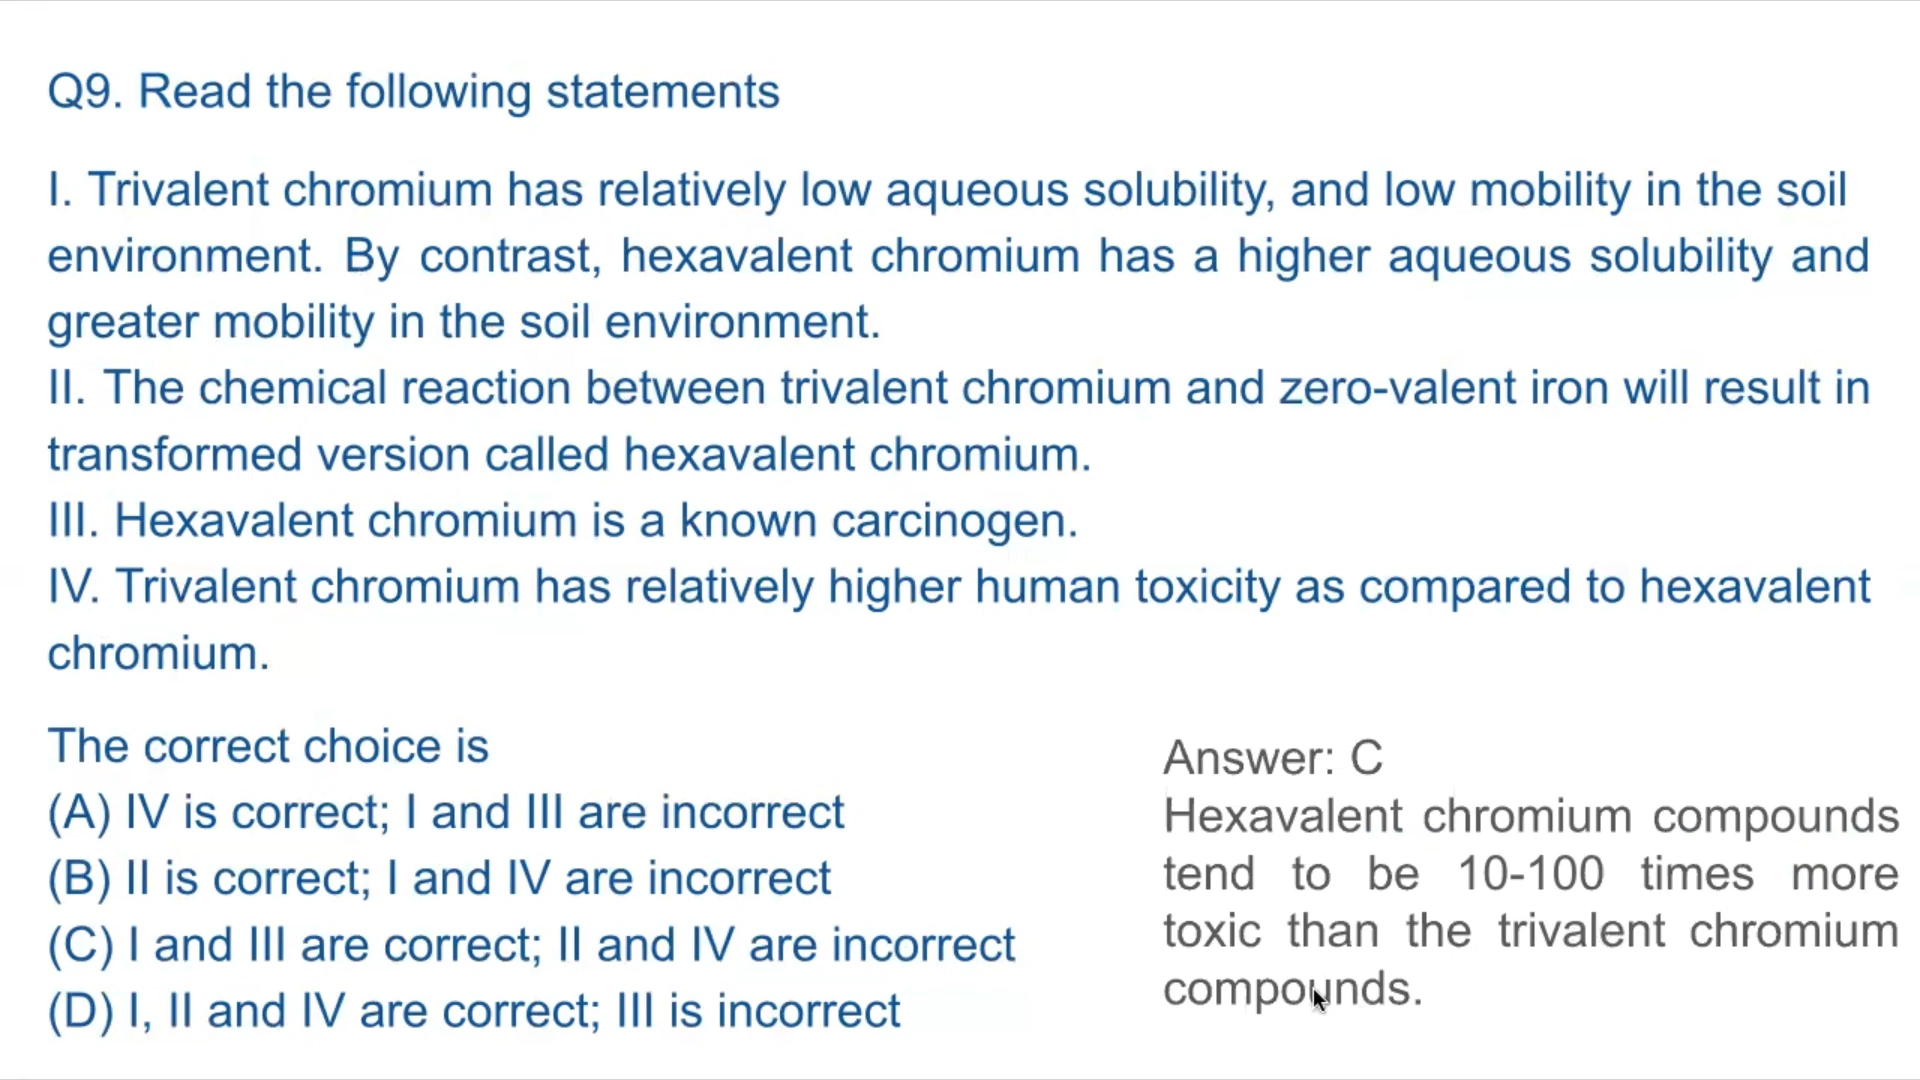 Q9. Read the following statements
I. Trivalent chromium has relatively low aqueous solubility, and low mobility in the soil
environment. By contrast, hexavalent chromium has a higher aqueous solubility and
greater mobility in the soil environment.
II. The chemical reaction between trivalent chromium and zero-valent iron will result in
transformed version called hexavalent chromium.
III. Hexavalent chromium is a known carcinogen.
IV. Trivalent chromium has relatively higher human toxicity as compared to hexavalent
chromium.
The correct choice is
(A) IV is correct; I and III are incorrect
(B) II is correct; I and IV are incorrect
(C) I and III are correct; II and IV are incorrect
(D) I, II and IV are correct; III is incorrect
Answer: C
Hexavalent chromium compounds
tend to be 10-100 times more
toxic than the trivalent chromium
compounds.